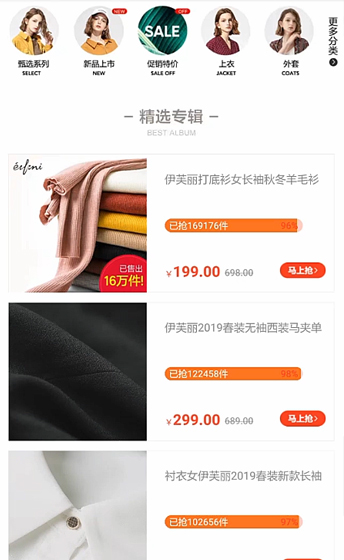 NEW
OFF
SALE
更多分类
甄选系列
新品上市
促销特价
上衣
外套
SELECT
NEW
SALE OFF
JACKET
COATS
精选专辑
BEST ALBUM
伊芙丽打底衫女长袖秋冬羊毛衫
已抢169176件
96%
已售出
16万件!
¥199.00
698.00
马上抢
伊芙丽2019春装无袖西装马夹单
已抢122458件
98%
¥299.00
689.00
马上抢
衬衣女伊芙丽2019春装新款长袖
已抢102656件
97%